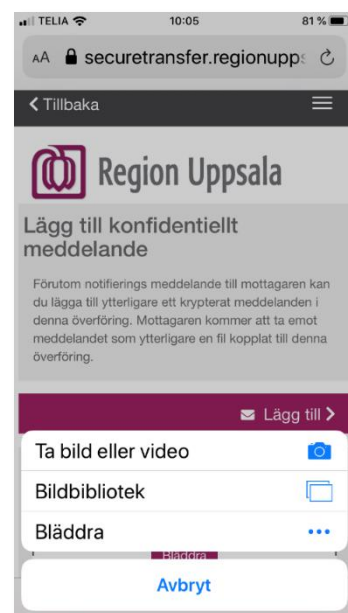 TELIA 10:05 81 %
AA securetransfer.regionupps
Tillbaka
Region Uppsala
Lägg till konfidentiellt
meddelande
Förutom notifierings meddelande till mottagaren kan
du lägga till ytterligare ett krypterat meddelanden i
denna överföring. Mottagaren kommer att ta emot
meddelandet som ytterligare en fil kopplat till denna
överföring.
Lägg till
Ta bild eller video
Bildbibliotek
Bläddra
Bläddra
Avbryt